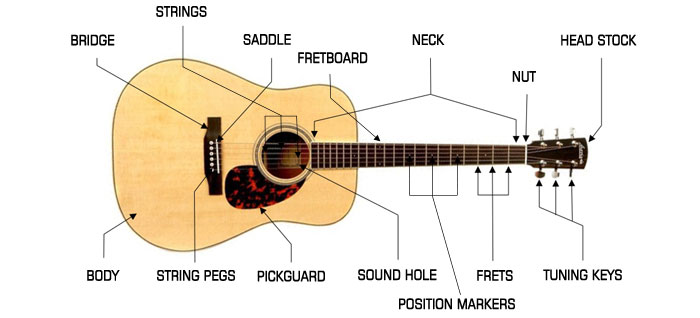 STRINGS
BRIDGE
SADDLE
FRETBOARD
NECK
NUT
HEAD STOCK
BODY
STRING PEGS
PICKGUARD
SOUND HOLE
POSITION MARKERS
FRETS
TUNING KEYS